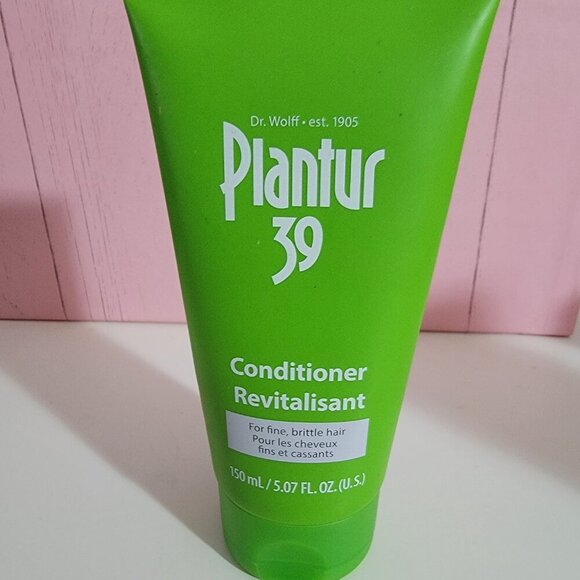 Dr. Wolff • est. 1905
Plantur
39
Conditioner
Revitalisant
For fine, brittle hair
Pour les cheveux
fins et cassants
150 mL / 5.07 FL. OZ. (U.S.)